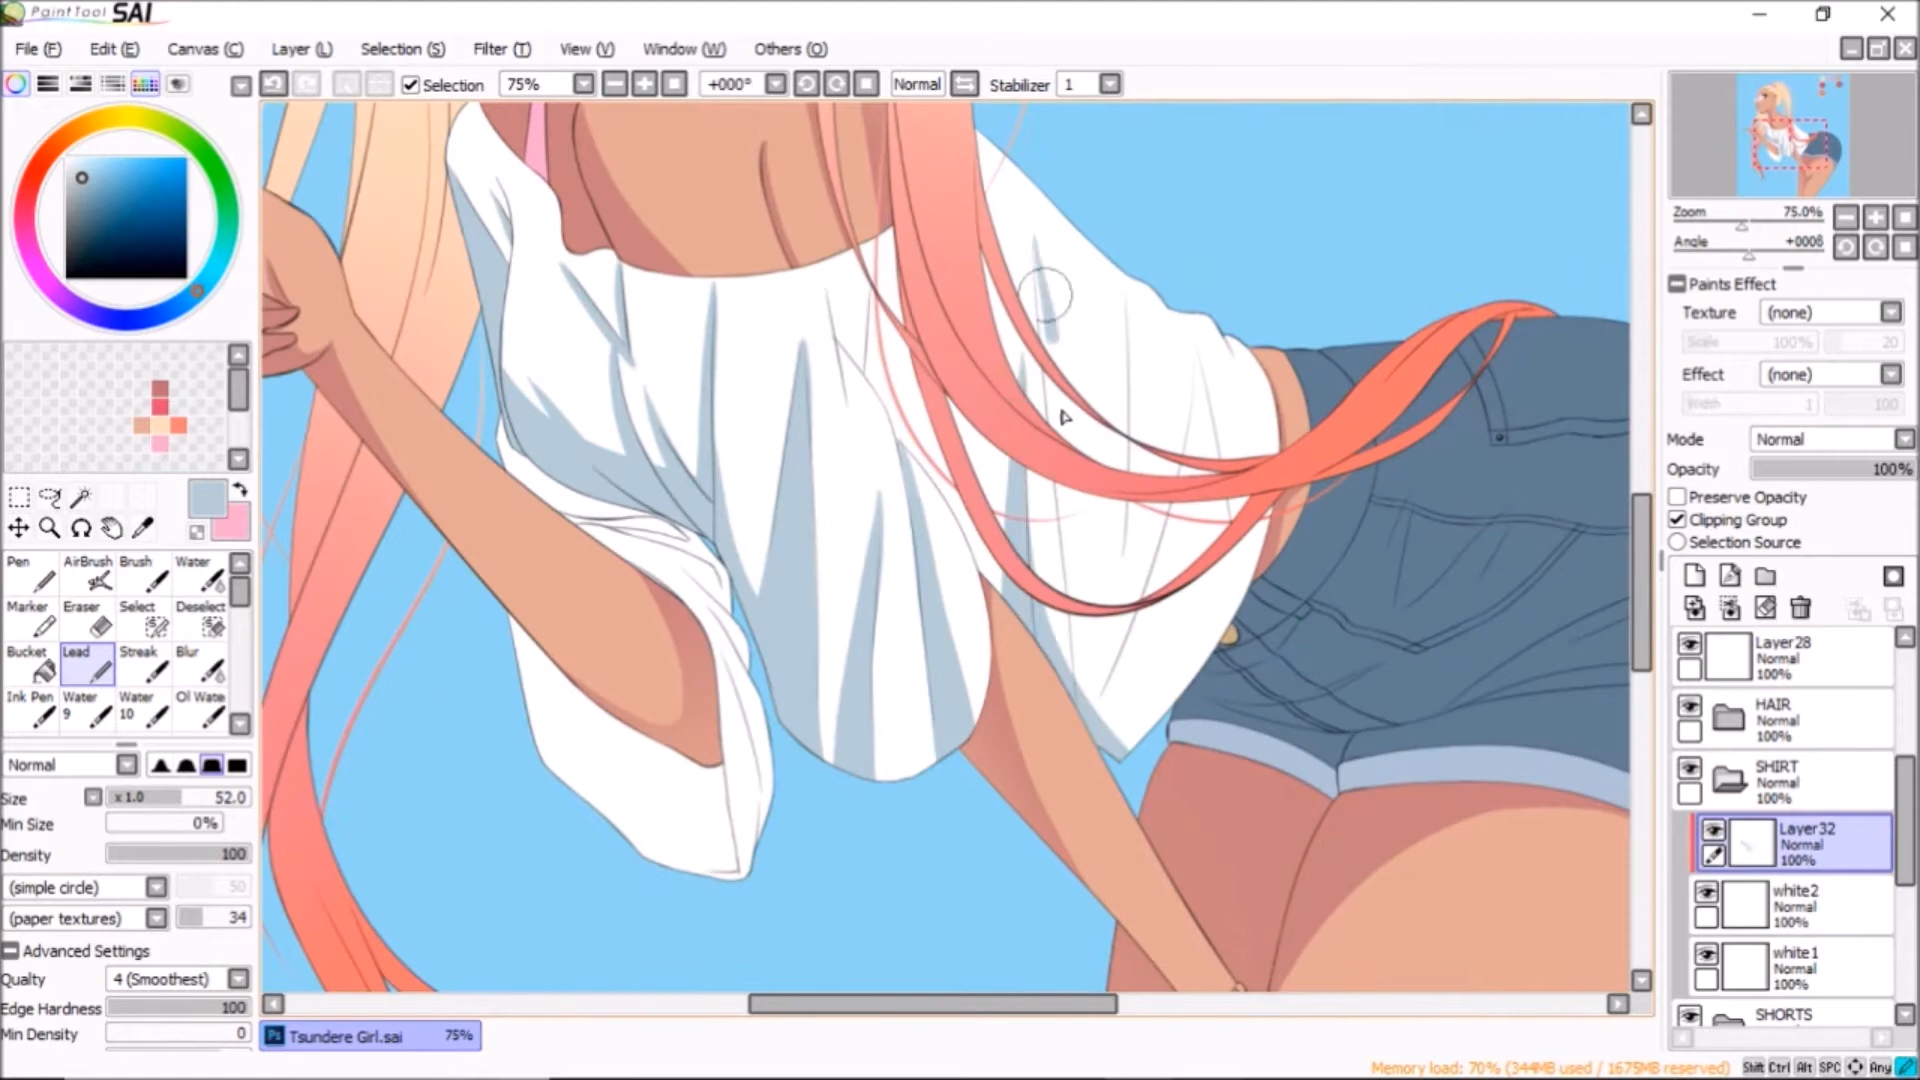 PaintTool SAI
File (F) Edit (E) Canvas (C) Layer (L) Selection (S) Filter (T) View (V) Window (W) Others (O)
Selection 75% +000° Normal Stabilizer 1
Zoom 75.0%
Angle +000°
Paints Effect
Texture (none)
Scale 100% 20
Effect (none)
Width 1 100
Mode Normal
Opacity 100%
Preserve Opacity
Clipping Group
Selection Source
Pen AirBrush Brush Water
Marker Eraser Select Deselect
Bucket Lead Streak Blur
Ink Pen Water 9 Water 10 Ol Wate
Normal
Size x 1.0 52.0
Min Size 0%
Density 100
(simple circle) 50
(paper textures) 34
Advanced Settings
Qualty 4 (Smoothest)
Edge Hardness 100
Min Density 0
Layer28
Normal
100%
HAIR
Normal
100%
SHIRT
Normal
100%
Layer32
Normal
100%
white2
Normal
100%
white1
Normal
100%
SHORTS
Ps Tsundere Girl.sai 75%
Memory load: 70% (344MB used / 1675MB reserved) Shift Ctrl Alt SPC Any